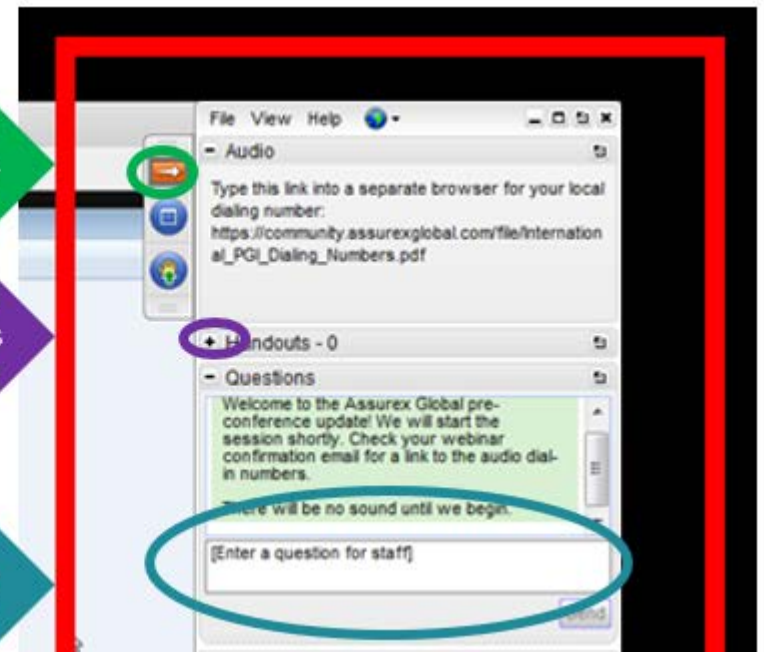 File View Help
- Audio
Type this link into a separate browser for your local
dialing number:
https://community.assurexglobal.com/file/Internation
al_PGI_Dialing_Numbers.pdf
+ Handouts - 0
- Questions
Welcome to the Assurex Global pre-
conference update! We will start the
session shortly. Check your webinar
confirmation email for a link to the audio dial-
in numbers.
There will be no sound until we begin.
[Enter a question for staff]
Send